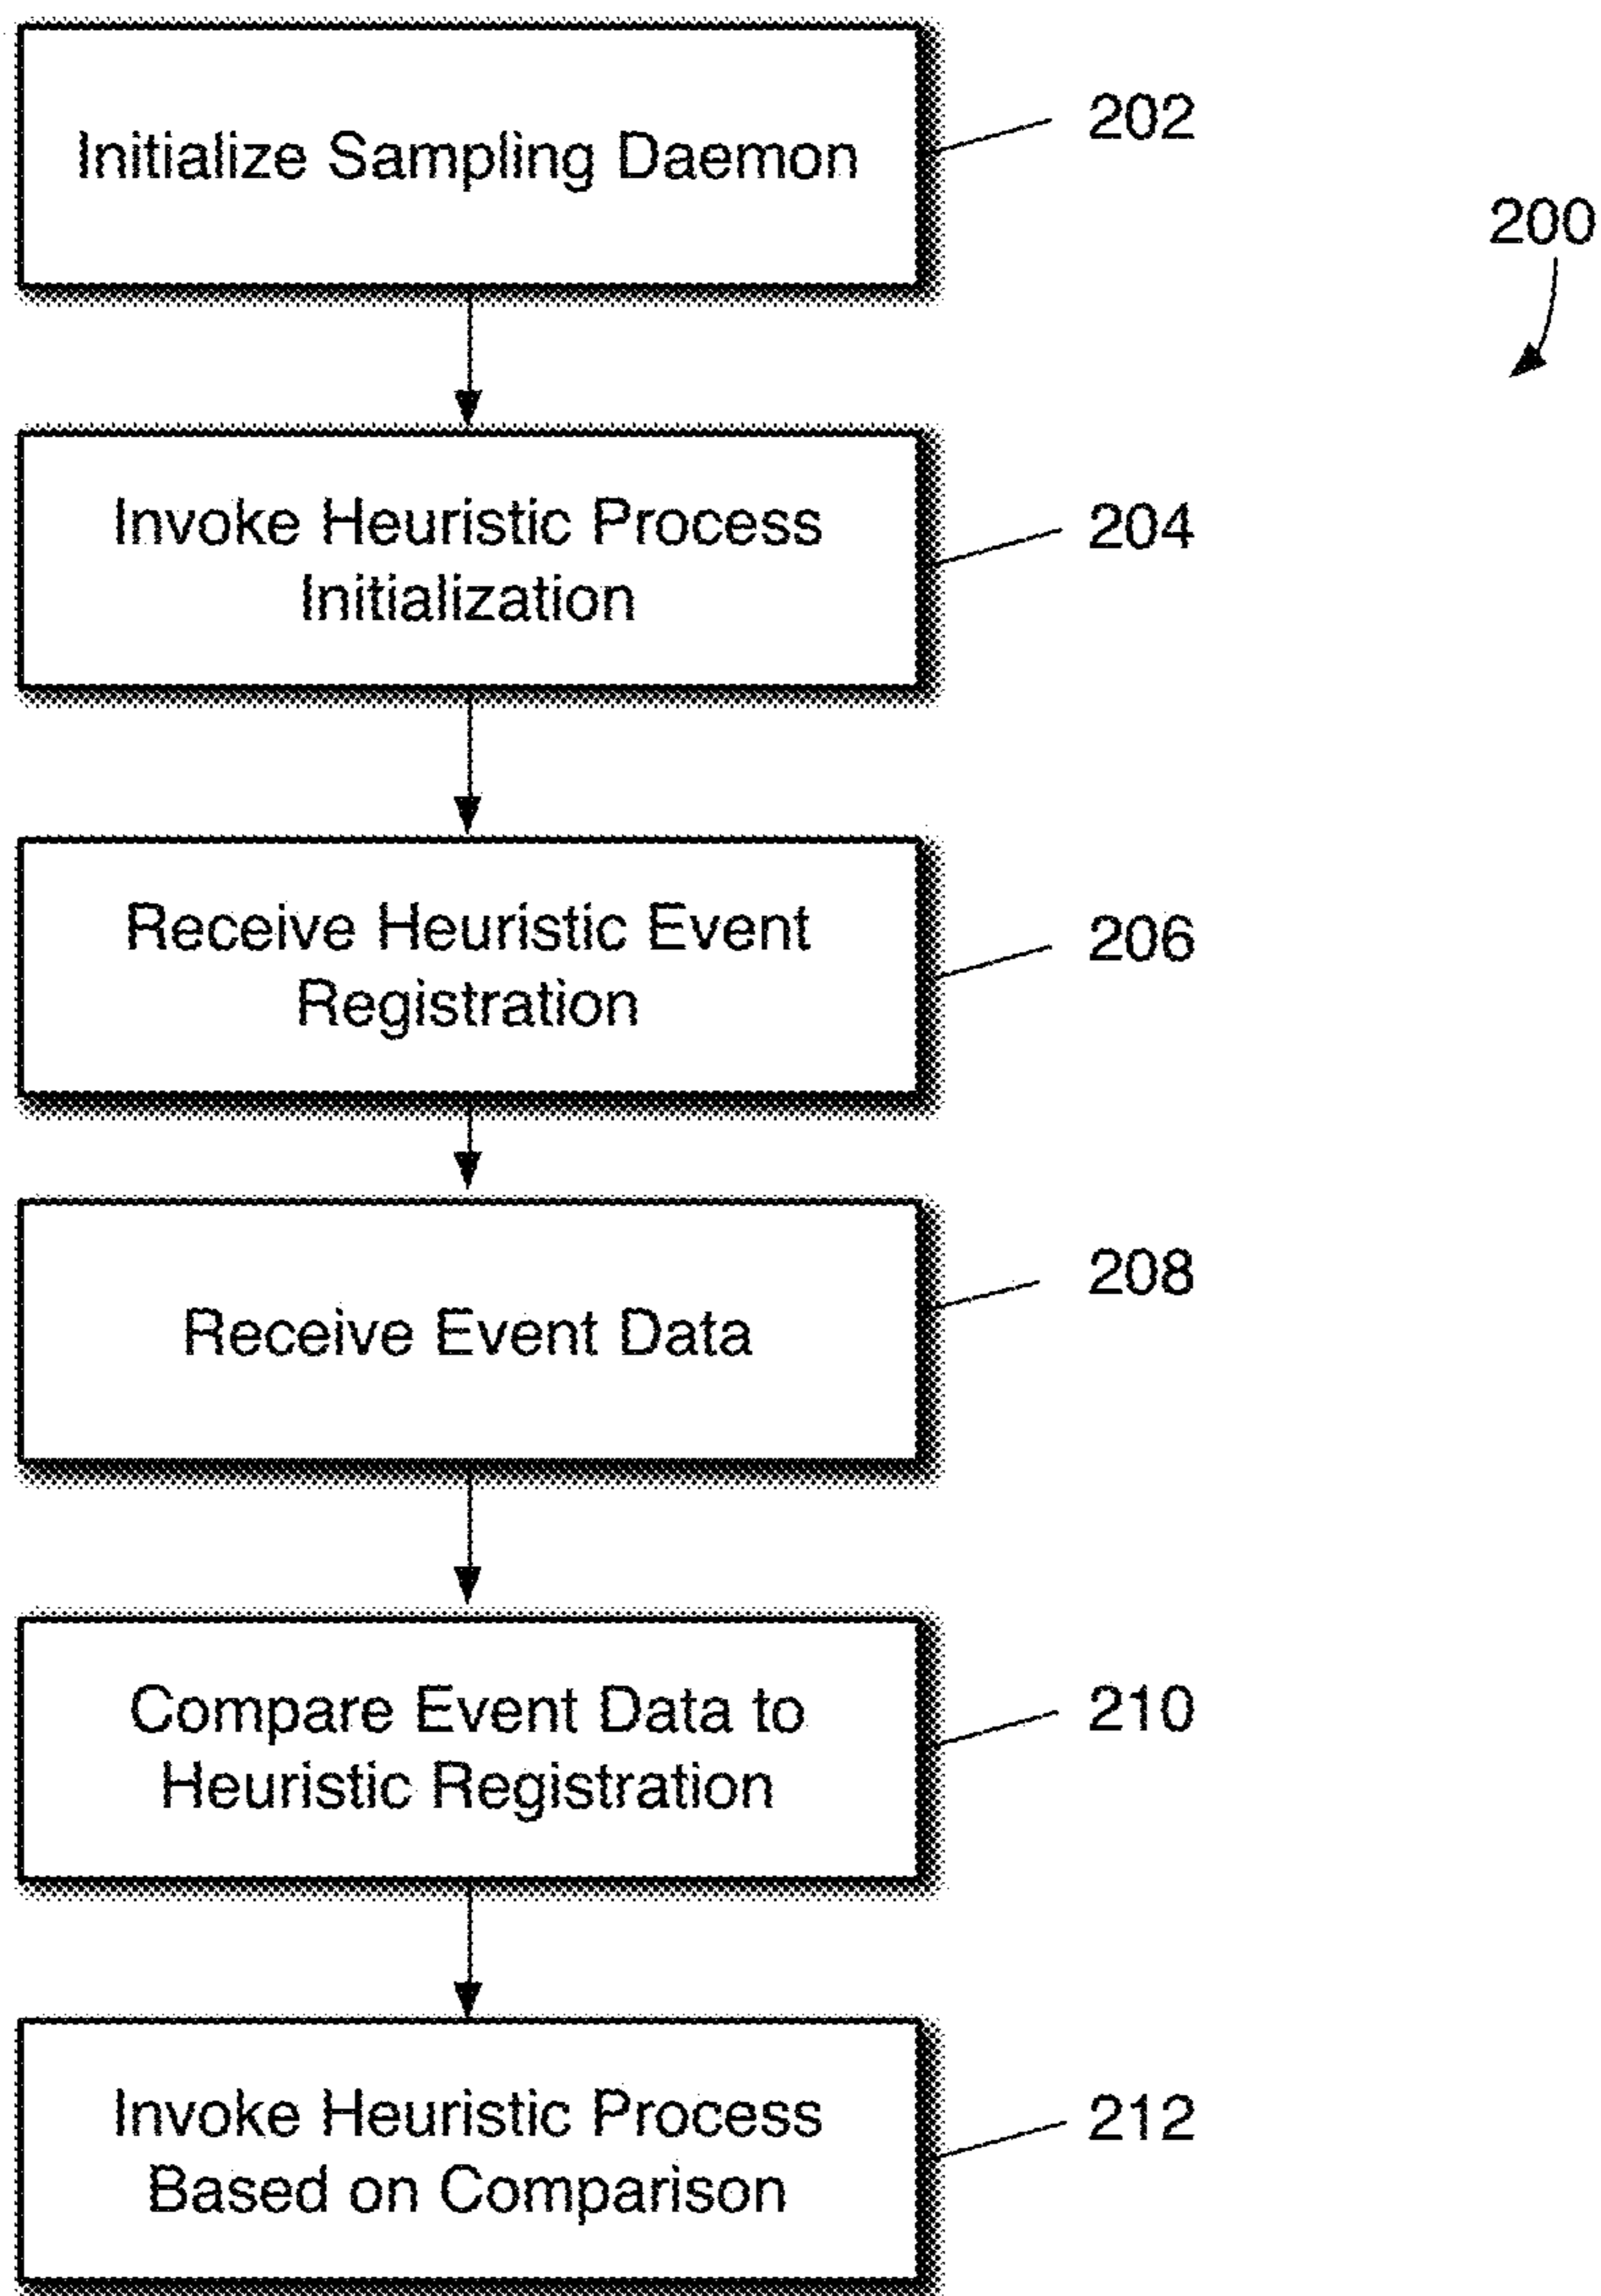 Initialize Sampling Daemon
202
200
Invoke Heuristic Process
Initialization
204
Receive Heuristic Event
Registration
206
Receive Event Data
208
Compare Event Data to
Heuristic Registration
210
Invoke Heuristic Process
Based on Comparison
212